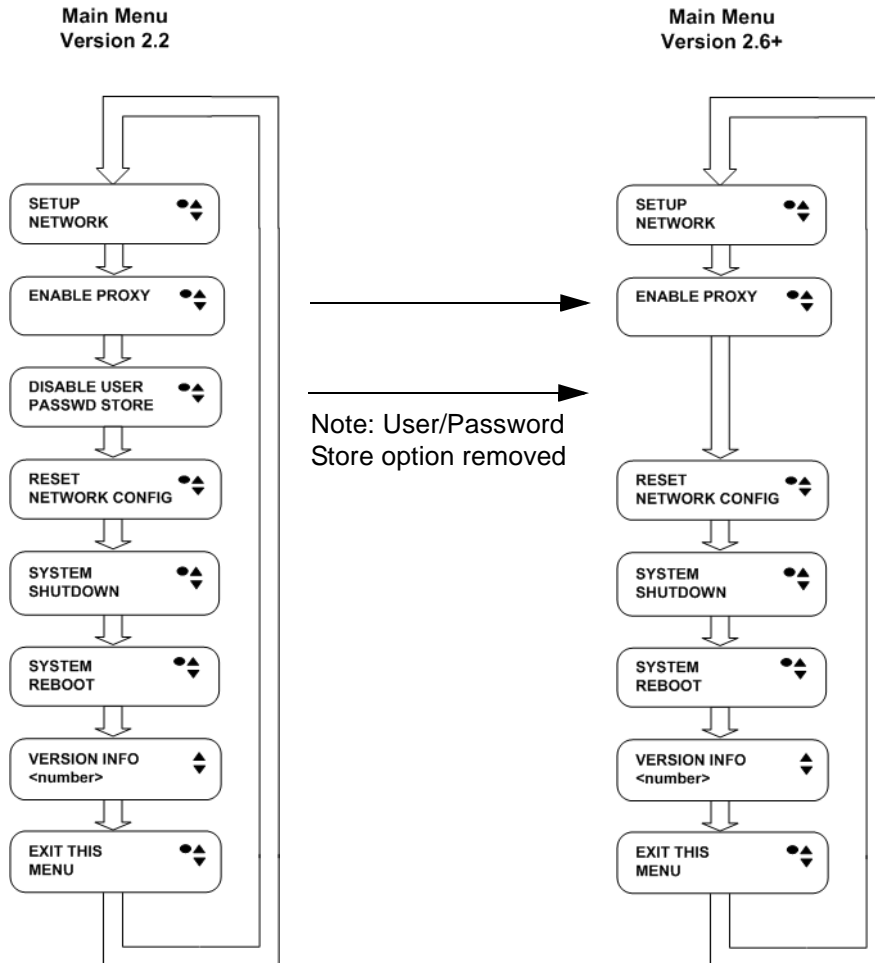 Main Menu
Version 2.2
SETUP
NETWORK
ENABLE PROXY
DISABLE USER
PASSWD STORE
RESET
NETWORK CONFIG
SYSTEM
SHUTDOWN
SYSTEM
REBOOT
VERSION INFO
<number>
EXIT THIS
MENU
Note: User/Password
Store option removed
Main Menu
Version 2.6+
SETUP
NETWORK
ENABLE PROXY
RESET
NETWORK CONFIG
SYSTEM
SHUTDOWN
SYSTEM
REBOOT
VERSION INFO
<number>
EXIT THIS
MENU